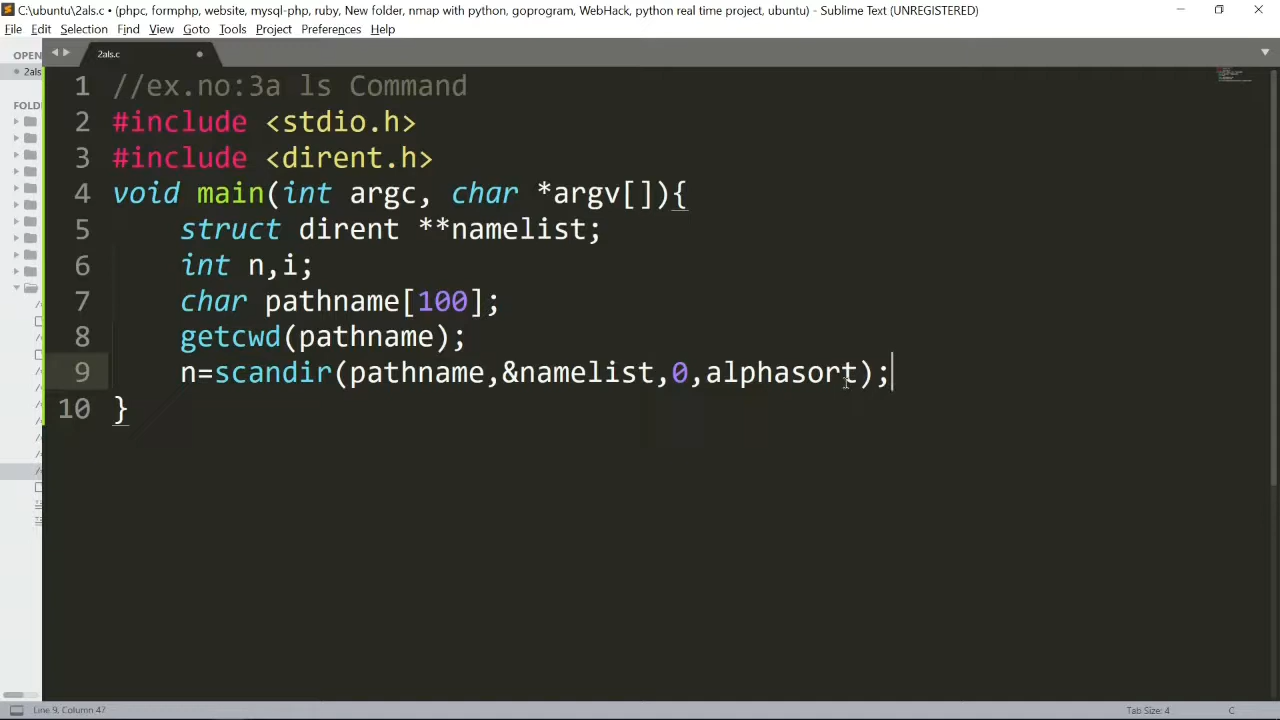 C:\ubuntu\2als.c • (phpc, formphp, website, mysql-php, ruby, New folder, nmap with python, goprogram, WebHack, python real time project, ubuntu) - Sublime Text (UNREGISTERED)
File Edit Selection Find View Goto Tools Project Preferences Help
OPEN
2als.c
2als
FOLD
1 //ex.no:3a ls Command
2 #include <stdio.h>
3 #include <dirent.h>
4 void main(int argc, char *argv[]){
5 struct dirent **namelist;
6 int n,i;
7 char pathname[100];
8 getcwd(pathname);
9 n=scandir(pathname,&namelist,0,alphasort);
10 }
Line 9, Column 47
Tab Size: 4
C